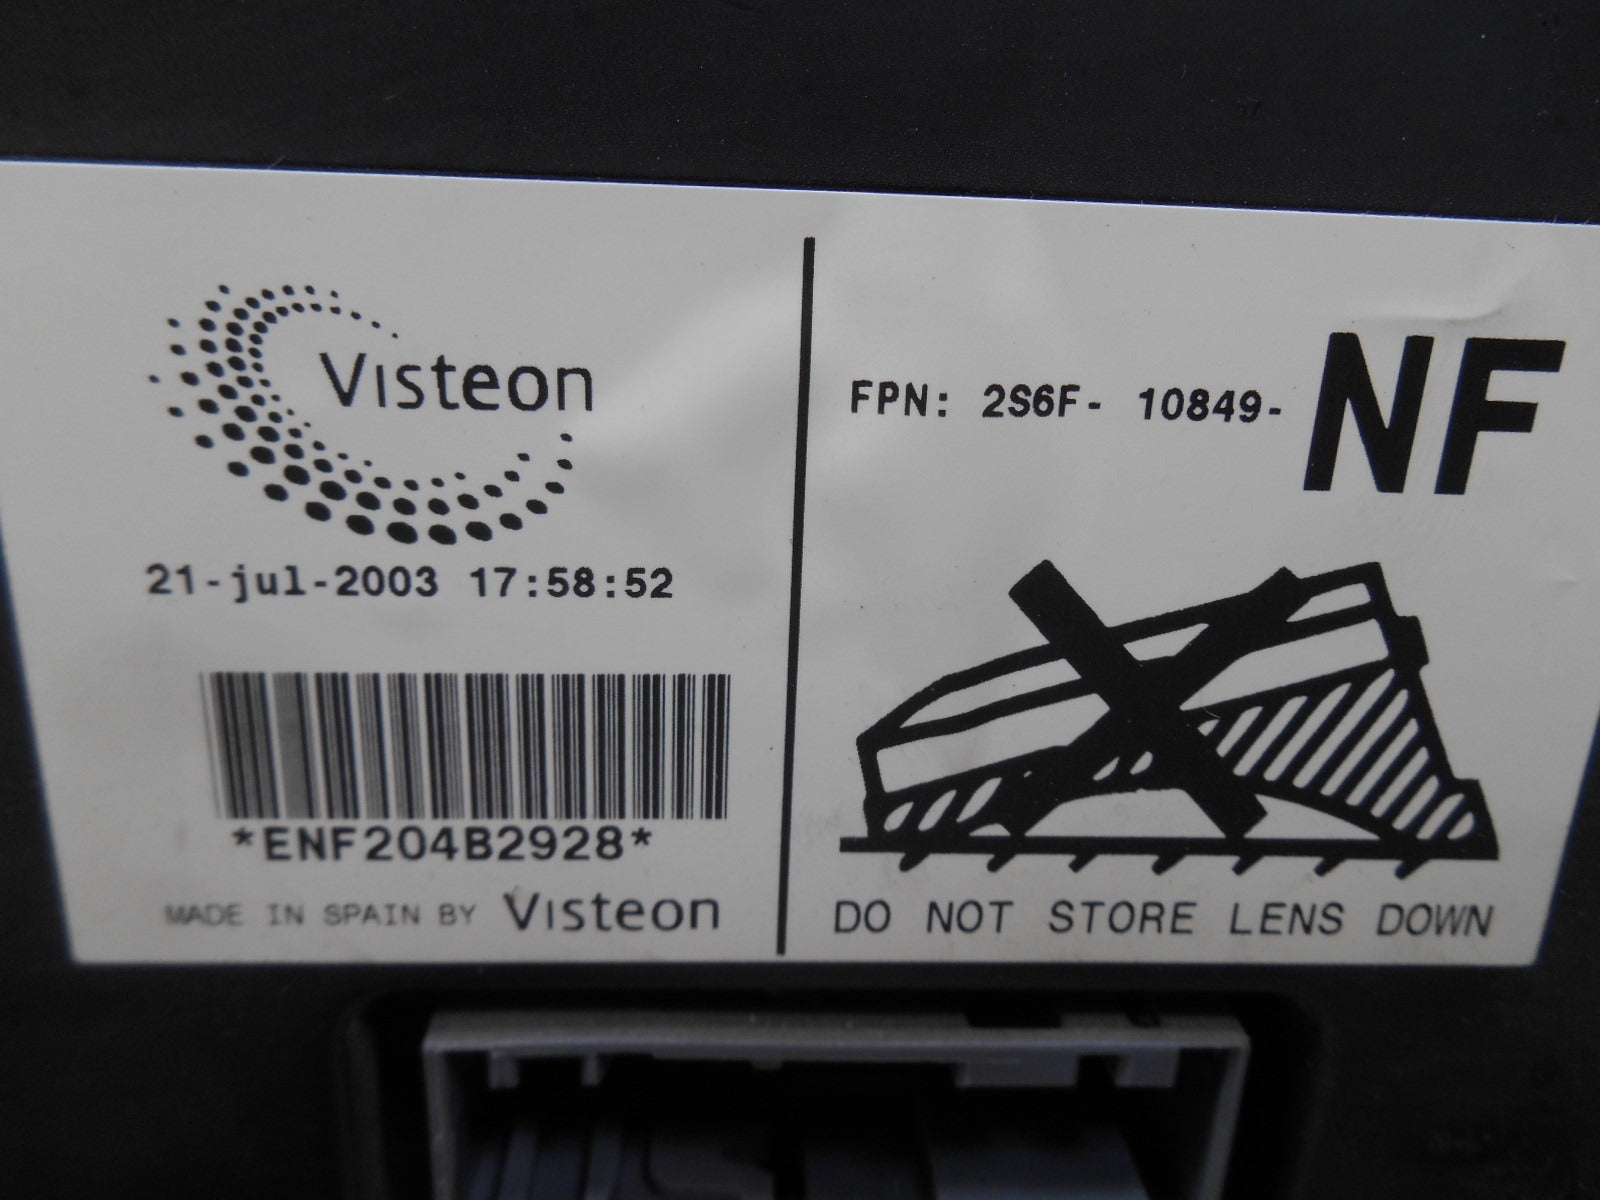 Visteon
21-jul-2003 17:58:52
*ENF204B2928*
MADE IN SPAIN BY Visteon
FPN: 2S6F- 10849- NF
DO NOT STORE LENS DOWN